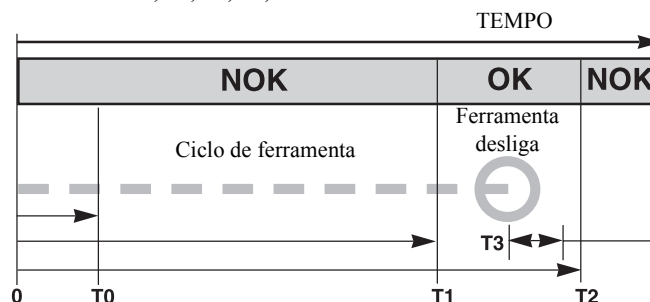 TEMPO
NOK OK NOK
Ferramenta
desliga
Ciclo de ferramenta
T3
0 T0 T1 T2